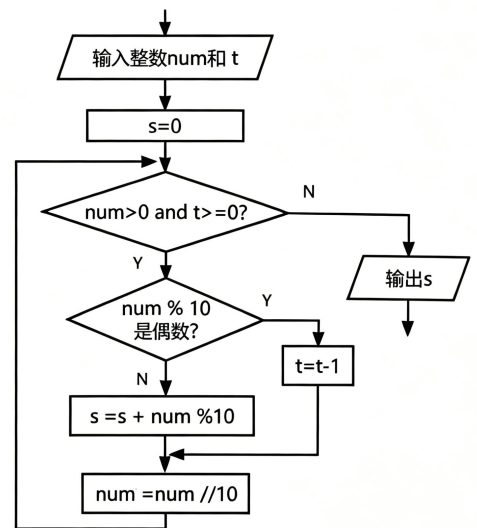 输入整数num和 t
s=0
num>0 and t>=0?
N
Y
输出s
num % 10
是偶数?
Y
t=t-1
N
s =s + num %10
num =num //10